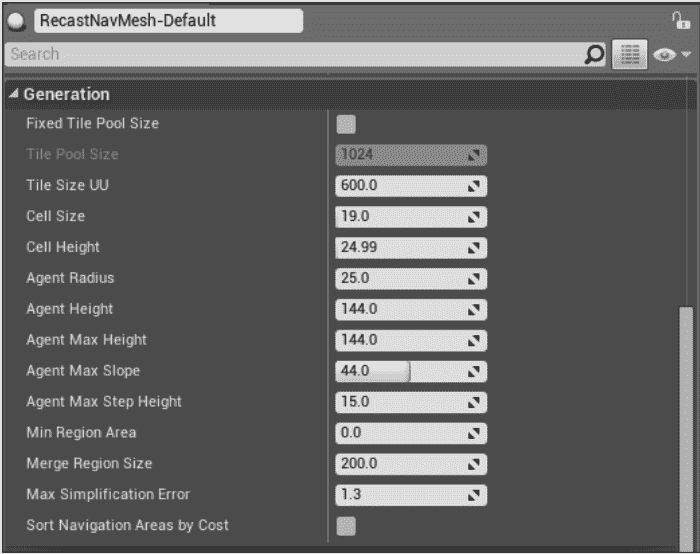 RecastNavMesh-Default
Search
Generation
Fixed Tile Pool Size
Tile Pool Size 1024
Tile Size UU 600.0
Cell Size 19.0
Cell Height 24.99
Agent Radius 25.0
Agent Height 144.0
Agent Max Height 144.0
Agent Max Slope 44.0
Agent Max Step Height 15.0
Min Region Area 0.0
Merge Region Size 200.0
Max Simplification Error 1.3
Sort Navigation Areas by Cost